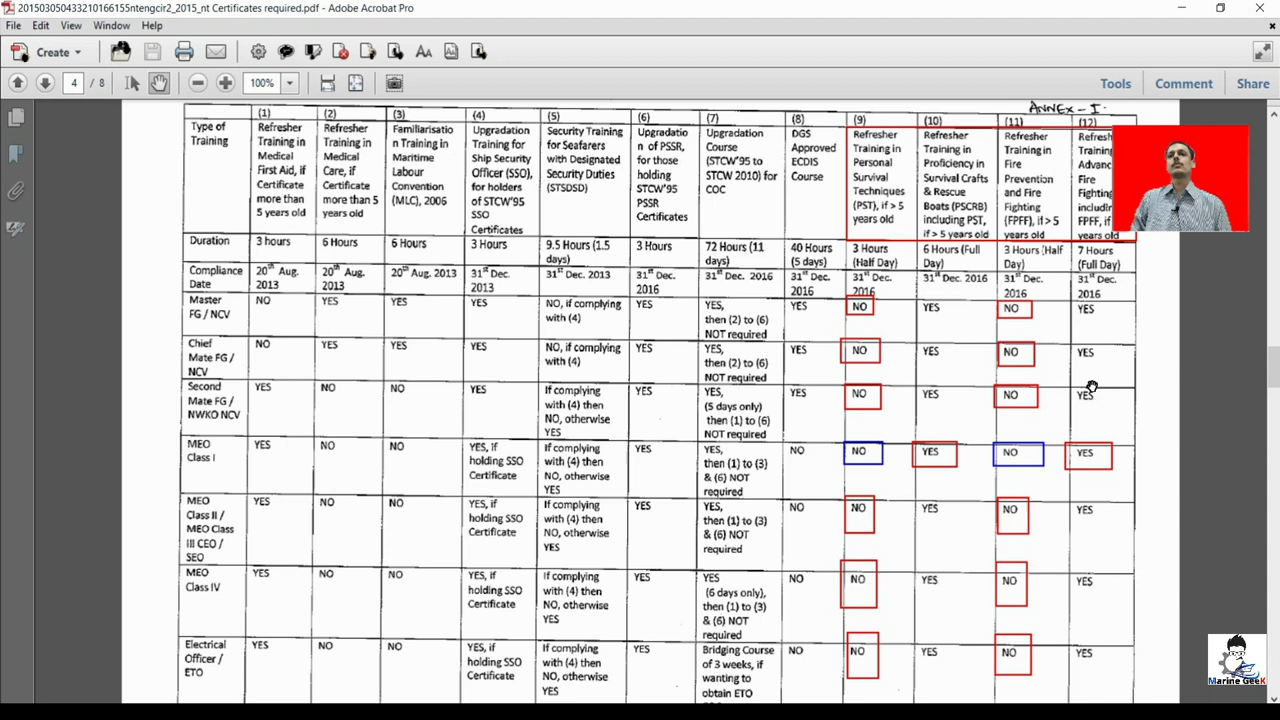 20150305043321016615​5ntengcir2_2015_nt Certificates required.pdf - Adobe Acrobat Pro
File Edit View Window Help
Create
4 / 8 100% Tools Comment Share
ANNEX - I.
(1) (2) (3) (4) (5) (6) (7) (8) (9) (10) (11) (12)
Type of Training
Refresher Training in Medical First Aid, if Certificate more than 5 years old
Refresher Training in Medical Care, if Certificate more than 5 years old
Familiarisatio n Training in Maritime Labour Convention (MLC), 2006
Upgradation Training for Ship Security Officer (SSO), for holders of STCW'95 SSO Certificates
Security Training for Seafarers with Designated Security Duties (STSDSD)
Upgradatio n of PSSR, for those holding STCW'95 PSSR Certificates
Upgradation Course (STCW'95 to STCW 2010) for COC
DGS Approved ECDIS Course
Refresher Training in Personal Survival Techniques (PST), if > 5 years old
Refresher Training in Proficiency in Survival Crafts & Rescue Boats (PSCRB) including PST, if > 5 years old
Refresher Training in Fire Prevention and Fire Fighting (FPFF), if > 5 years old
Training Fire Fighting FPFF, if years old
Duration 3 hours 6 Hours 6 Hours 3 Hours 9.5 Hours (1.5 days) 3 Hours 72 Hours (11 days) 40 Hours (5 days) 3 Hours (Half Day) 6 Hours (Full Day) 3 Hours (Half Day) 7 Hours (Full Day)
Compliance Date 20th Aug. 2013 20th Aug. 2013 20th Aug. 2013 31st Dec. 2013 31st Dec. 2013 31st Dec. 2016 31st Dec. 2016 31st Dec. 2016 31st Dec. 2016 31st Dec. 2016 31st Dec. 2016 31st Dec. 2016
Master FG / NCV NO YES YES YES NO, if complying with (4) YES YES, then (2) to (6) NOT required YES NO YES NO YES
Chief Mate FG / NCV NO YES YES YES NO, if complying with (4) YES YES, then (2) to (6) NOT required YES NO YES NO YES
Second Mate FG / NWKO NCV YES NO NO YES If complying with (4) then NO, otherwise YES YES YES, (5 days only) then (1) to (6) NOT required YES NO YES NO YES
MEO Class I YES NO NO YES, if holding SSO Certificate If complying with (4) then NO, otherwise YES YES YES, then (1) to (3) & (6) NOT required NO NO YES NO YES
MEO Class II / MEO Class III CEO / SEO YES NO NO YES, if holding SSO Certificate If complying with (4) then NO, otherwise YES YES YES, then (1) to (3) & (6) NOT required NO NO YES NO YES
MEO Class IV YES NO NO YES, if holding SSO Certificate If complying with (4) then NO, otherwise YES YES YES (6 days only), then (1) to (3) & (6) NOT required NO NO YES NO YES
Electrical Officer / ETO YES NO NO YES, if holding SSO Certificate If complying with (4) then NO, otherwise YES YES Bridging Course of 3 weeks, if wanting to obtain ETO NO NO YES NO YES
Marine GeeK